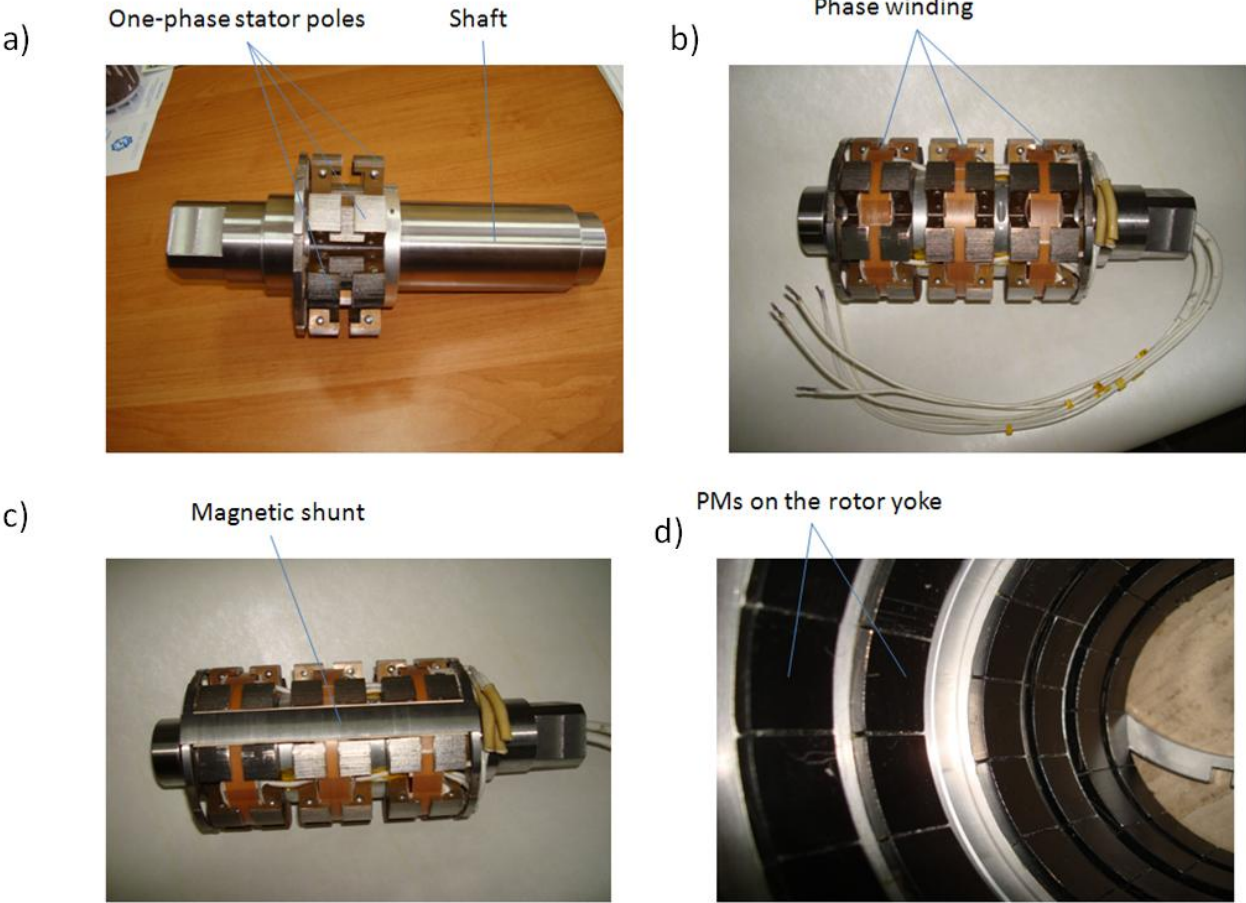 One-phase stator poles
Shaft
a)
Phase winding
b)
Magnetic shunt
c)
PMs on the rotor yoke
d)